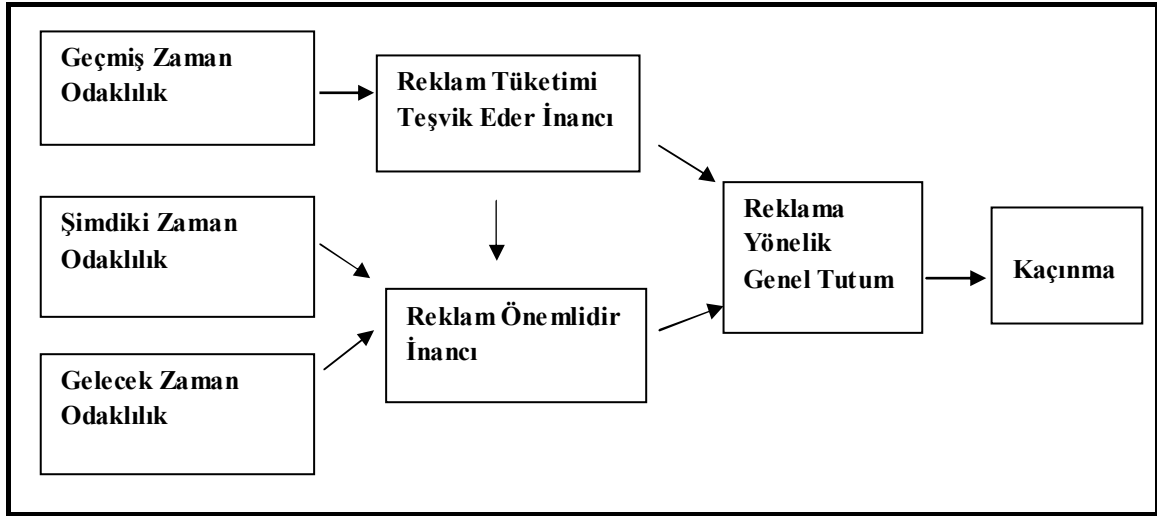 Geçmiş Zaman
Odaklılık
Reklam Tüketimi
Teşvik Eder İnancı
Şimdiki Zaman
Odaklılık
Reklama
Yönelik
Genel Tutum
Kaçınma
Reklam Önemlidir
İnancı
Gelecek Zaman
Odaklılık